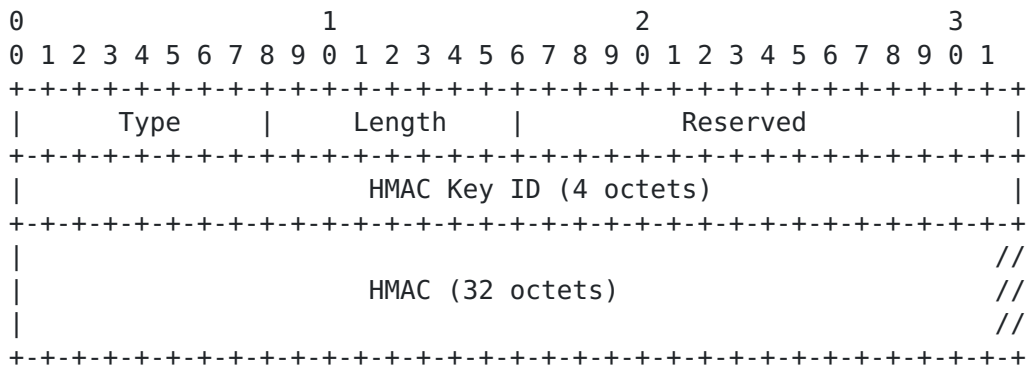 0                   1                   2                   3
0 1 2 3 4 5 6 7 8 9 0 1 2 3 4 5 6 7 8 9 0 1 2 3 4 5 6 7 8 9 0 1
+-+-+-+-+-+-+-+-+-+-+-+-+-+-+-+-+-+-+-+-+-+-+-+-+-+-+-+-+-+-+-+-+
|      Type     |     Length    |          Reserved             |
+-+-+-+-+-+-+-+-+-+-+-+-+-+-+-+-+-+-+-+-+-+-+-+-+-+-+-+-+-+-+-+-+
|                      HMAC Key ID (4 octets)                   |
+-+-+-+-+-+-+-+-+-+-+-+-+-+-+-+-+-+-+-+-+-+-+-+-+-+-+-+-+-+-+-+-+
|                                                              //
|                      HMAC (32 octets)                        //
|                                                              //
+-+-+-+-+-+-+-+-+-+-+-+-+-+-+-+-+-+-+-+-+-+-+-+-+-+-+-+-+-+-+-+-+